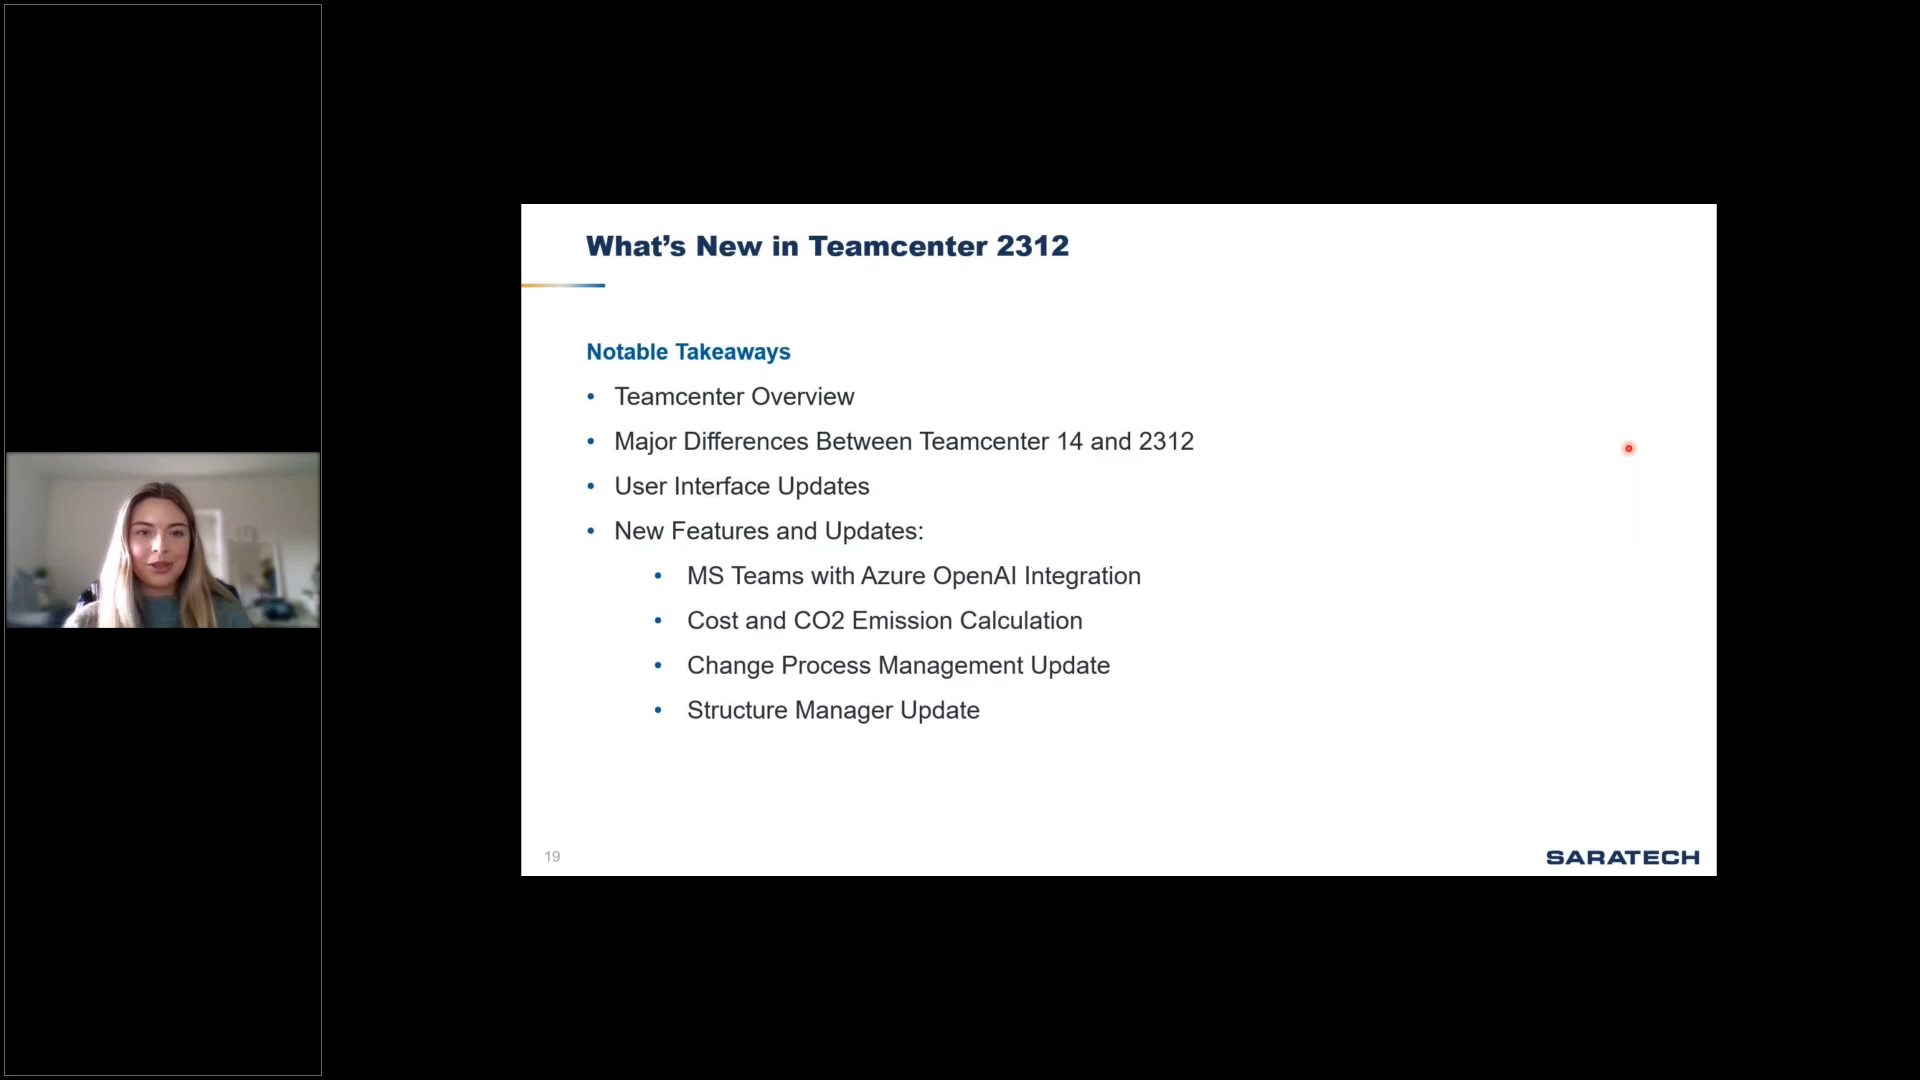 What’s New in Teamcenter 2312
Notable Takeaways
• Teamcenter Overview
• Major Differences Between Teamcenter 14 and 2312
• User Interface Updates
• New Features and Updates:
• MS Teams with Azure OpenAI Integration
• Cost and CO2 Emission Calculation
• Change Process Management Update
• Structure Manager Update
19
SARATECH